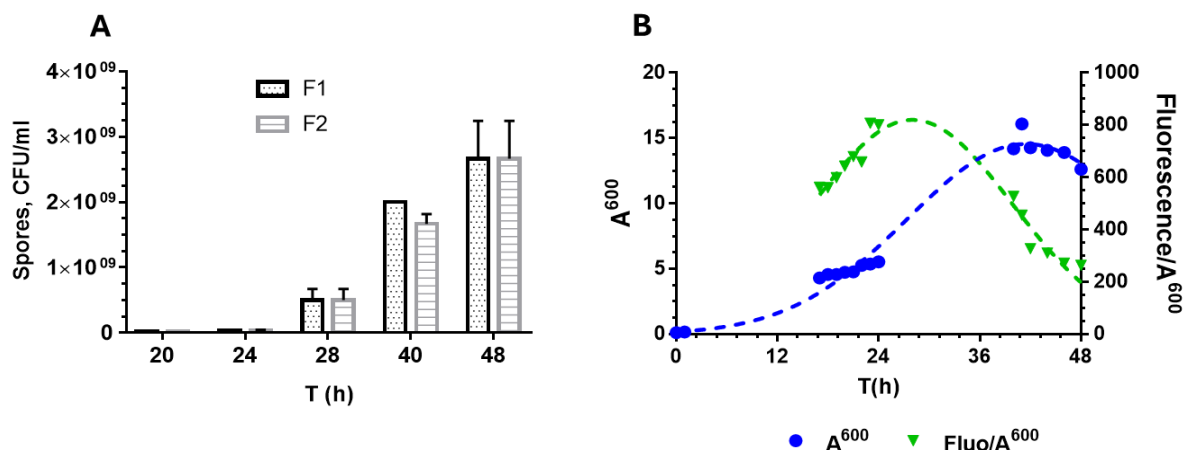 A
Spores, CFU/ml
4×10⁰⁹
3×10⁰⁹
2×10⁰⁹
1×10⁰⁹
0
F1
F2
20 24 28 40 48
T (h)
B
A⁶⁰⁰
20
15
10
5
0
1000
800
600
400
200
0
Fluorescence/A⁶⁰⁰
0 12 24 36 48
T(h)
A⁶⁰⁰ Fluo/A⁶⁰⁰